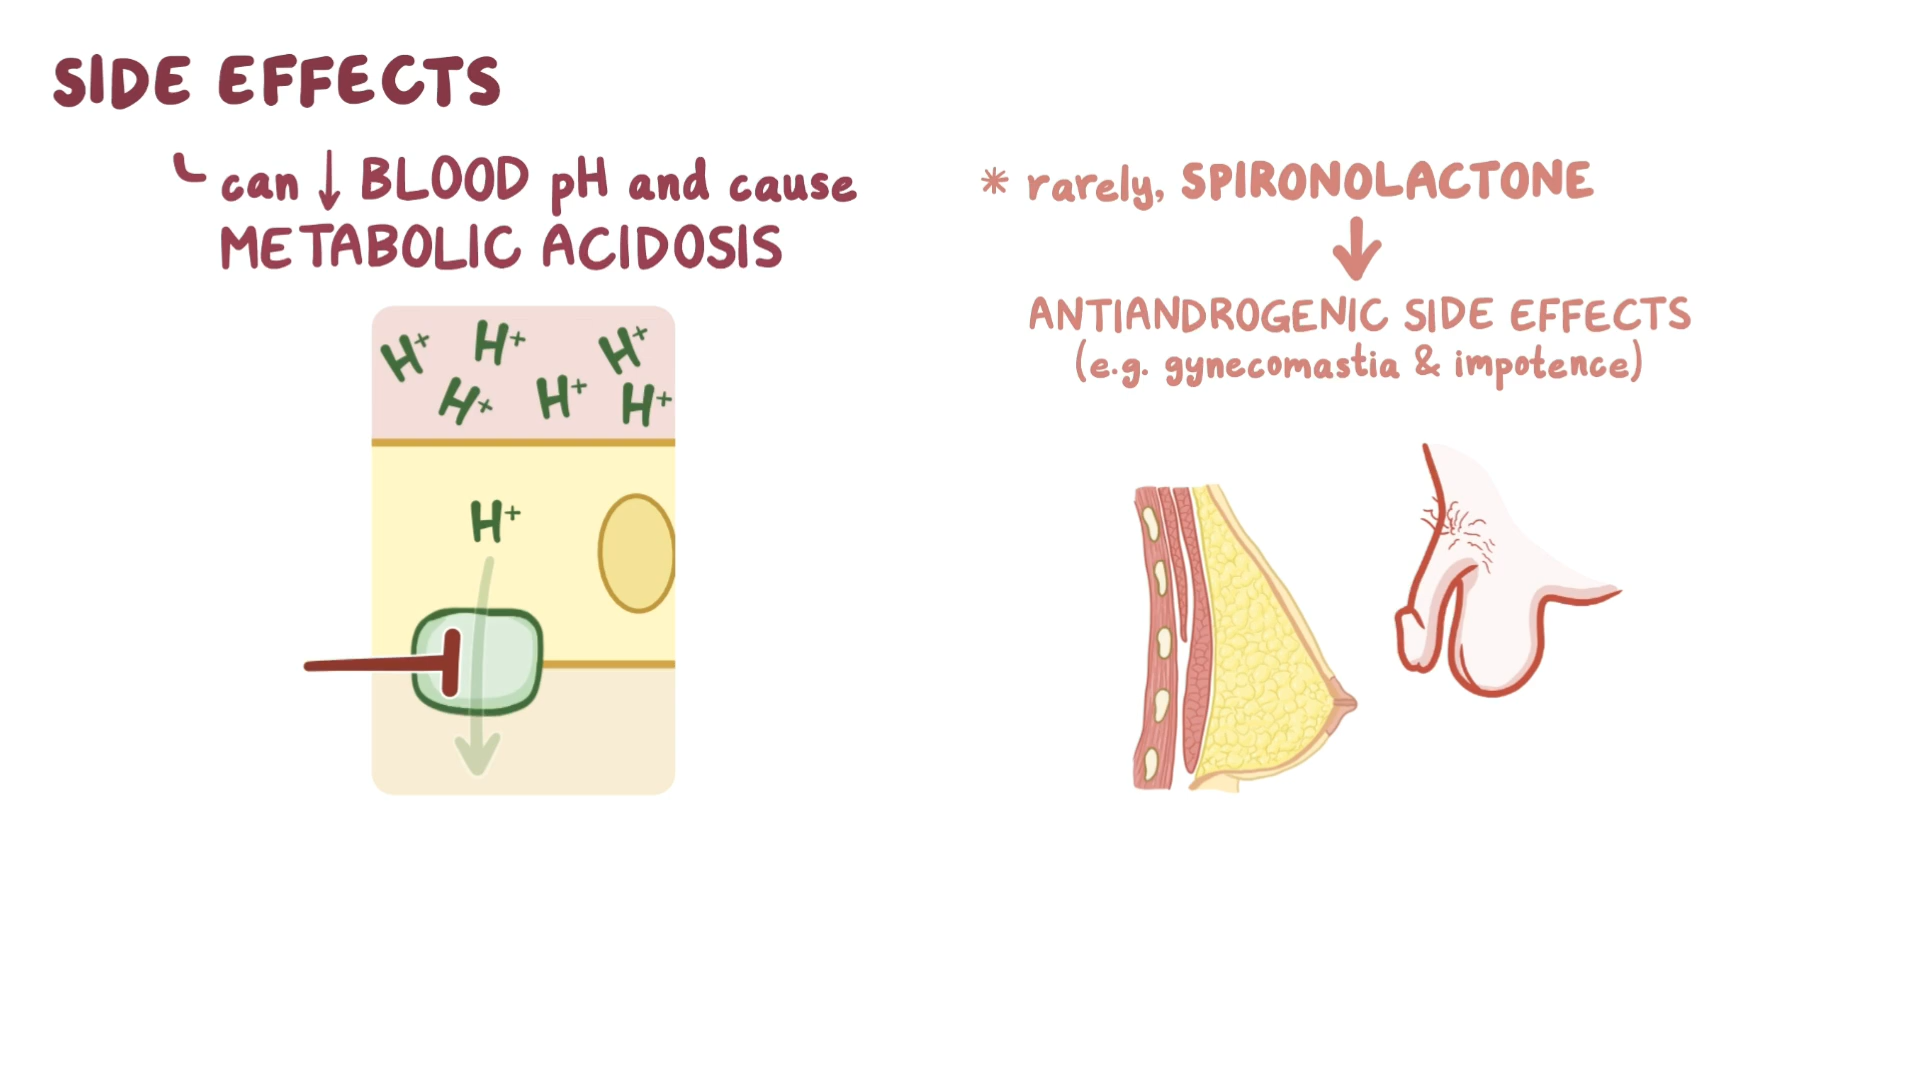 SIDE EFFECTS
can ↓ BLOOD pH and cause
METABOLIC ACIDOSIS
H⁺ H⁺ H⁺
H⁺ H⁺ H⁺
H⁺
* rarely, SPIRONOLACTONE
ANTIANDROGENIC SIDE EFFECTS
(e.g. gynecomastia & impotence)